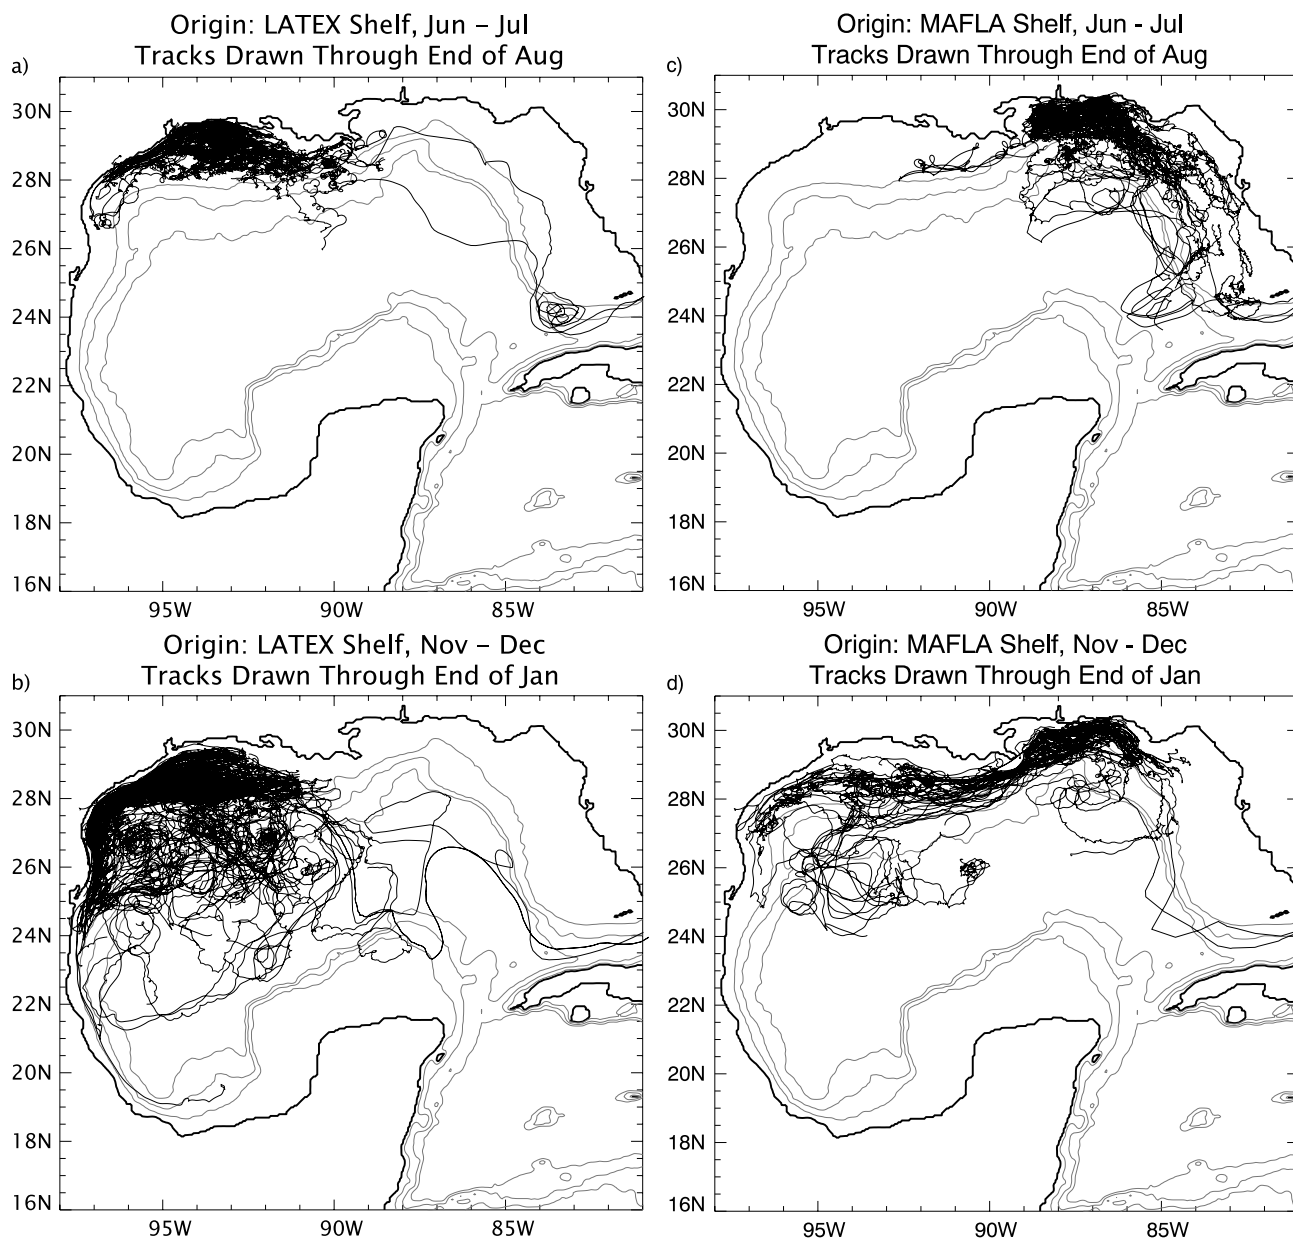 Origin: LATEX Shelf, Jun – Jul
Tracks Drawn Through End of Aug
a)
30N
28N
26N
24N
22N
20N
18N
16N
95W
90W
85W
Origin: MAFLA Shelf, Jun - Jul
Tracks Drawn Through End of Aug
c)
30N
28N
26N
24N
22N
20N
18N
16N
95W
90W
85W
Origin: LATEX Shelf, Nov – Dec
Tracks Drawn Through End of Jan
b)
30N
28N
26N
24N
22N
20N
18N
16N
95W
90W
85W
Origin: MAFLA Shelf, Nov - Dec
Tracks Drawn Through End of Jan
d)
30N
28N
26N
24N
22N
20N
18N
16N
95W
90W
85W